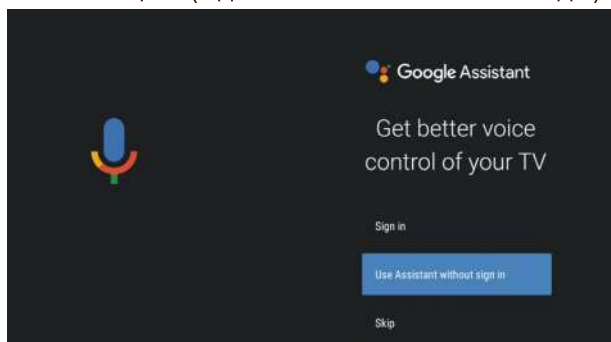 Google Assistant
Get better voice
control of your TV
Sign in
Use Assistant without sign in
Skip